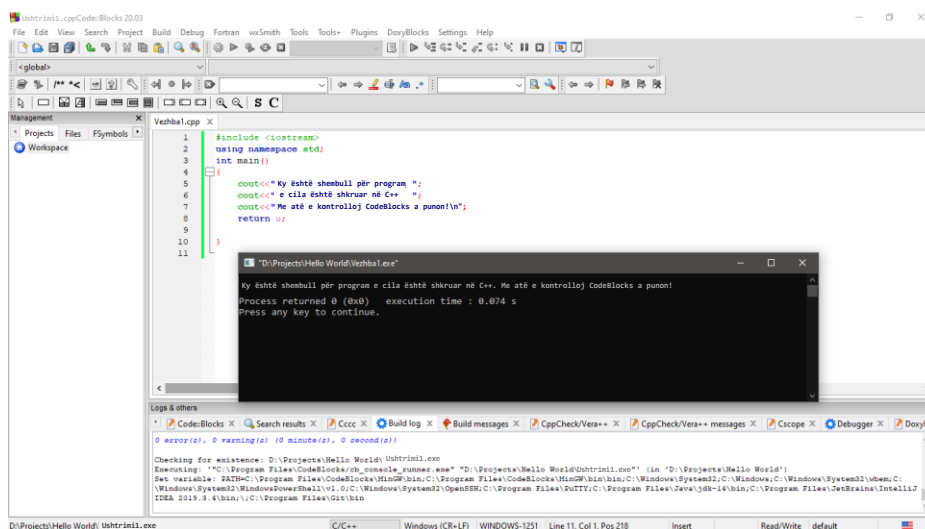 Ushtrimi1.cppCode::Blocks 20.03
File Edit View Search Project Build Debug Fortran wxSmith Tools Tools+ Plugins DoxyBlocks Settings Help
<global>
/** *<
S C
Management
Projects Files FSymbols
Workspace
Vezhba1.cpp
1 #include <iostream>
2 using namespace std;
3 int main()
4 {
5 cout<<"Ky është shembull për program ";
6 cout<<" e cila është shkruar në C++ ";
7 cout<<"Me atë e kontrolloj CodeBlocks a punon!\n";
8 return 0;
9
10 }
11
"D:\Projects\Hello World\Vezhba1.exe"
Ky është shembull për program e cila është shkruar në C++. Me atë e kontrolloj CodeBlocks a punon!
Process returned 0 (0x0) execution time : 0.074 s
Press any key to continue.
Logs & others
Code::Blocks Search results Cccc Build log Build messages CppCheck/Vera++ CppCheck/Vera++ messages Cscope Debugger Doxy
0 error(s), 0 warning(s) (0 minute(s), 0 second(s))
Checking for existence: D:\Projects\Hello World\ Ushtrimi1.exe
Executing: '"C:\Program Files\CodeBlocks/cb_console_runner.exe" "D:\Projects\Hello World\Ushtrimi1.exe"' (in 'D:\Projects\Hello World')
Set variable: PATH=C:\Program Files\CodeBlocks\MinGW\bin;C:\Program Files\CodeBlocks\MinGW\bin\bin;C:\Windows\System32;C:\Windows;C:\Windows\System32\wbem;C:
\Windows\System32\WindowsPowerShell\v1.0;C:\Windows\System32\OpenSSH;C:\Program Files\PuTTY;C:\Program Files\Java\jdk-14\bin;C:\Program Files\JetBrains\IntelliJ
IDEA 2019.3.4\bin;\;C:\Program Files\Git\bin
D:\Projects\Hello World\ Ushtrimi1.exe C/C++ Windows (CR+LF) WINDOWS-1251 Line 11, Col 1, Pos 218 Insert Read/Write default